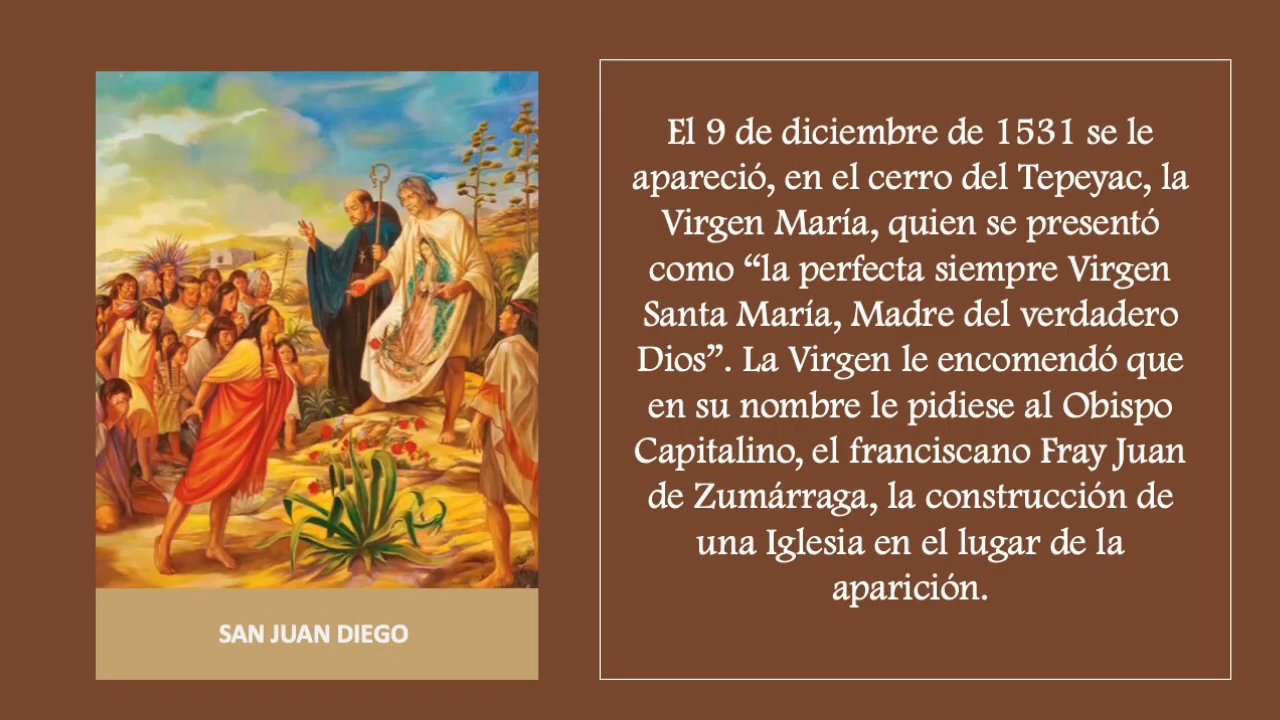 El 9 de diciembre de 1531 se le
apareció, en el cerro del Tepeyac, la
Virgen María, quien se presentó
como “la perfecta siempre Virgen
Santa María, Madre del verdadero
Dios”. La Virgen le encomendó que
en su nombre le pidiese al Obispo
Capitalino, el franciscano Fray Juan
de Zumárraga, la construcción de
una Iglesia en el lugar de la
aparición.
SAN JUAN DIEGO